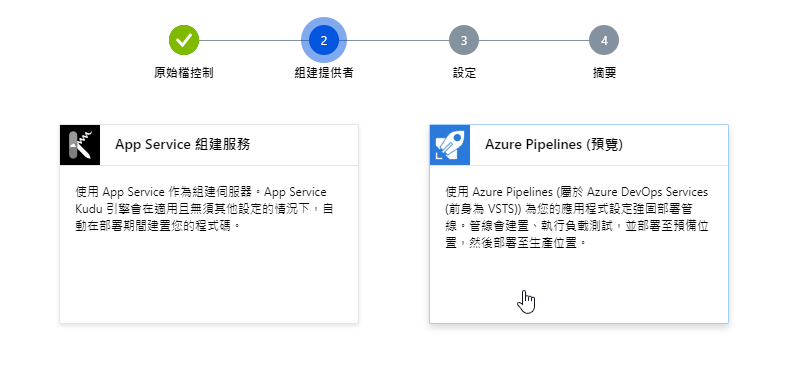 2
3
4
原始檔控制
組建提供者
設定
摘要
App Service 組建服務
使用 App Service 作為組建伺服器。App Service
Kudu 引擎會在適用且無須其他設定的情況下，自
動在部署期間建置您的程式碼。
Azure Pipelines (預覽)
使用 Azure Pipelines (屬於 Azure DevOps Services
(前身為 VSTS)) 為您的應用程式設定強固部署管
線。管線會建置、執行負載測試，並部署至預備位
置，然後部署至生產位置。